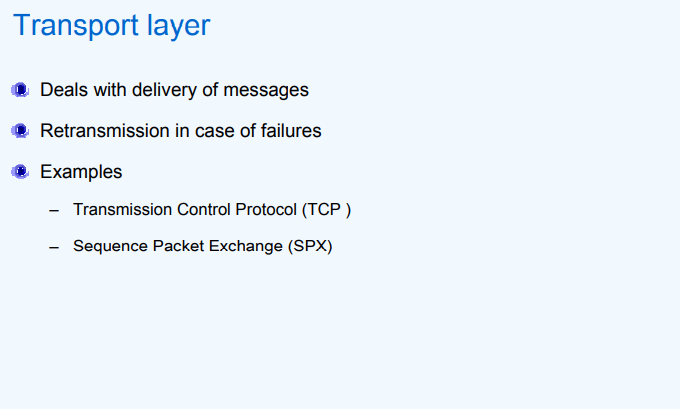 Transport layer
Deals with delivery of messages
Retransmission in case of failures
Examples
– Transmission Control Protocol (TCP )
– Sequence Packet Exchange (SPX)